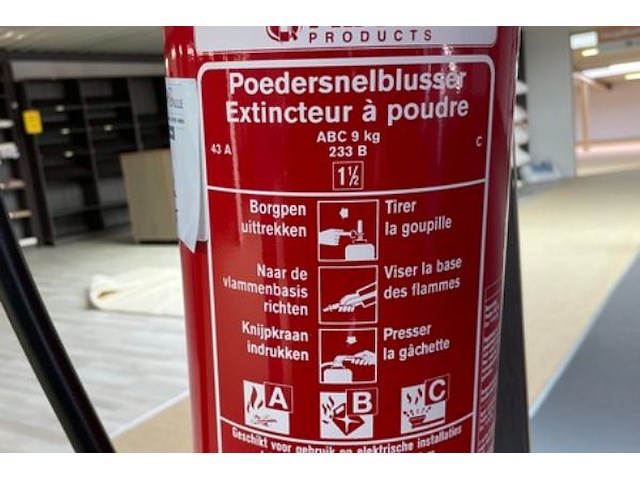 PRODUCTS
Poedersnelblusser
Extincteur à poudre
ABC 9 kg
43 A 233 B C
1½
Borgpen uittrekken
Tirer la goupille
Naar de vlammenbasis richten
Viser la base des flammes
Knijpkraan indrukken
Presser la gâchette
A B C
Geschikt voor gebruik op elektrische installaties